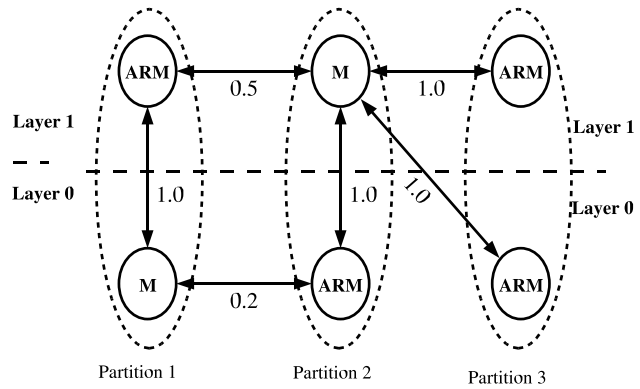 ARM
M
ARM
0.5
1.0
Layer 1
Layer 1
1.0
1.0
1.0
Layer 0
Layer 0
M
ARM
ARM
0.2
Partition 1
Partition 2
Partition 3